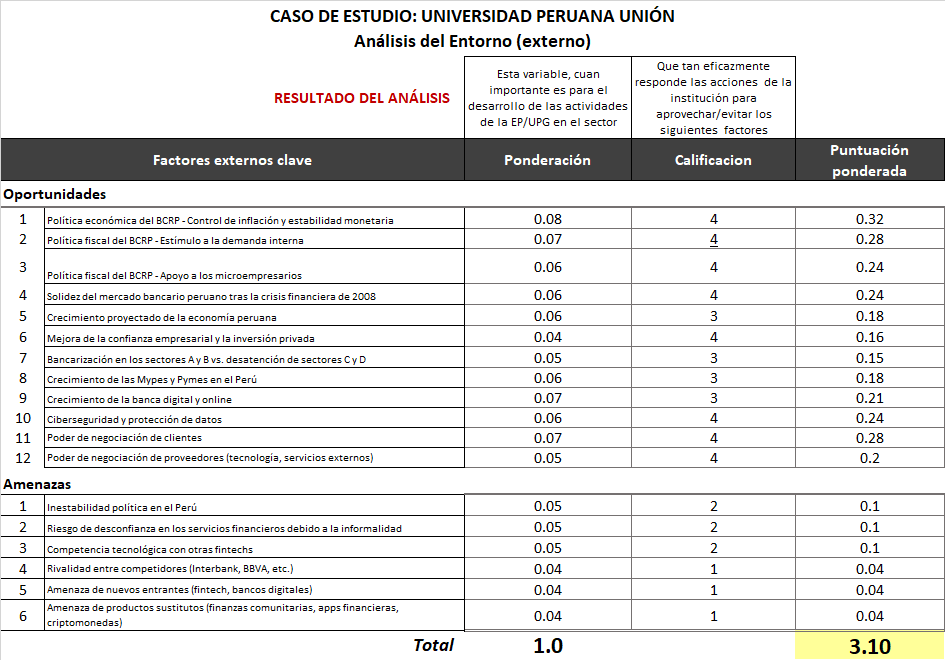 CASO DE ESTUDIO: UNIVERSIDAD PERUANA UNIÓN
Análisis del Entorno (externo)
RESULTADO DEL ANÁLISIS
Esta variable, cuan
importante es para el
desarrollo de las actividades
de la EP/UPG en el sector
Que tan eficazmente
responde las acciones de la
institución para
aprovechar/evitar los
siguientes factores
Factores externos clave Ponderación Calificacion Puntuación
ponderada
Oportunidades
1 Política económica del BCRP - Control de inflación y estabilidad monetaria 0.08 4 0.32
2 Política fiscal del BCRP - Estímulo a la demanda interna 0.07 4 0.28
3 Política fiscal del BCRP - Apoyo a los microempresarios 0.06 4 0.24
4 Solidez del mercado bancario peruano tras la crisis financiera de 2008 0.06 4 0.24
5 Crecimiento proyectado de la economía peruana 0.06 3 0.18
6 Mejora de la confianza empresarial y la inversión privada 0.04 4 0.16
7 Bancarización en los sectores A y B vs. desatención de sectores C y D 0.05 3 0.15
8 Crecimiento de las Mypes y Pymes en el Perú 0.06 3 0.18
9 Crecimiento de la banca digital y online 0.07 3 0.21
10 Ciberseguridad y protección de datos 0.06 4 0.24
11 Poder de negociación de clientes 0.07 4 0.28
12 Poder de negociación de proveedores (tecnología, servicios externos) 0.05 4 0.2
Amenazas
1 Inestabilidad política en el Perú 0.05 2 0.1
2 Riesgo de desconfianza en los servicios financieros debido a la informalidad 0.05 2 0.1
3 Competencia tecnológica con otras fintechs 0.05 2 0.1
4 Rivalidad entre competidores (Interbank, BBVA, etc.) 0.04 1 0.04
5 Amenaza de nuevos entrantes (fintech, bancos digitales) 0.04 1 0.04
6 Amenaza de productos sustitutos (finanzas comunitarias, apps financieras,
criptomonedas) 0.04 1 0.04
Total 1.0 3.10